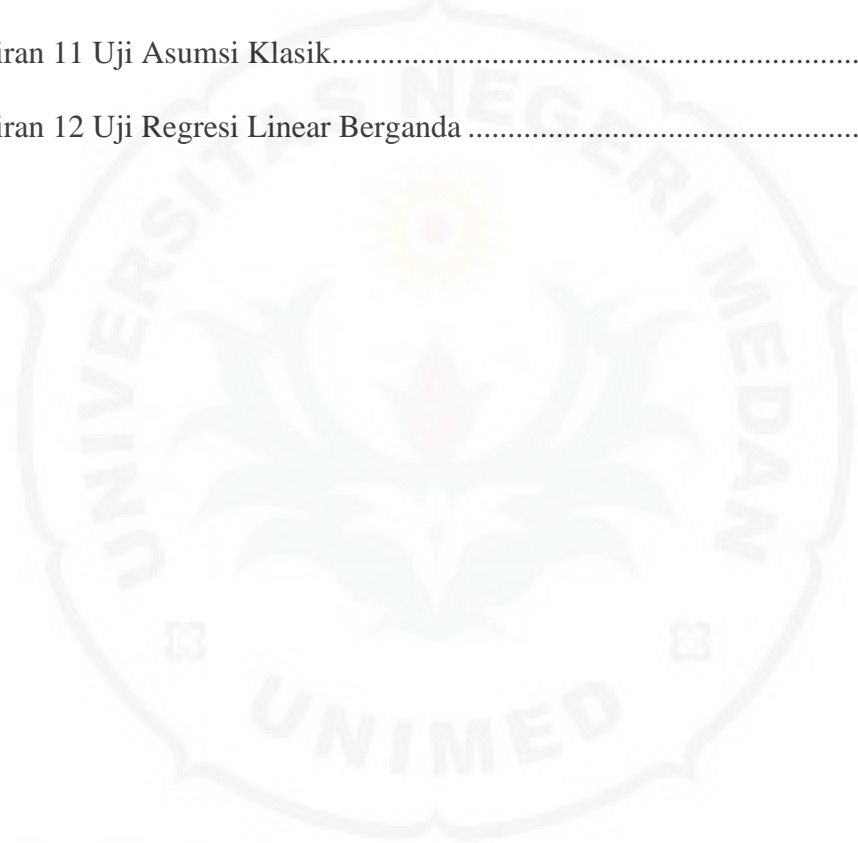 iran 11 Uji Asumsi Klasik..................................................................
iran 12 Uji Regresi Linear Berganda .................................................
UNIVERSITAS NEGERI MEDAN
UNIMED